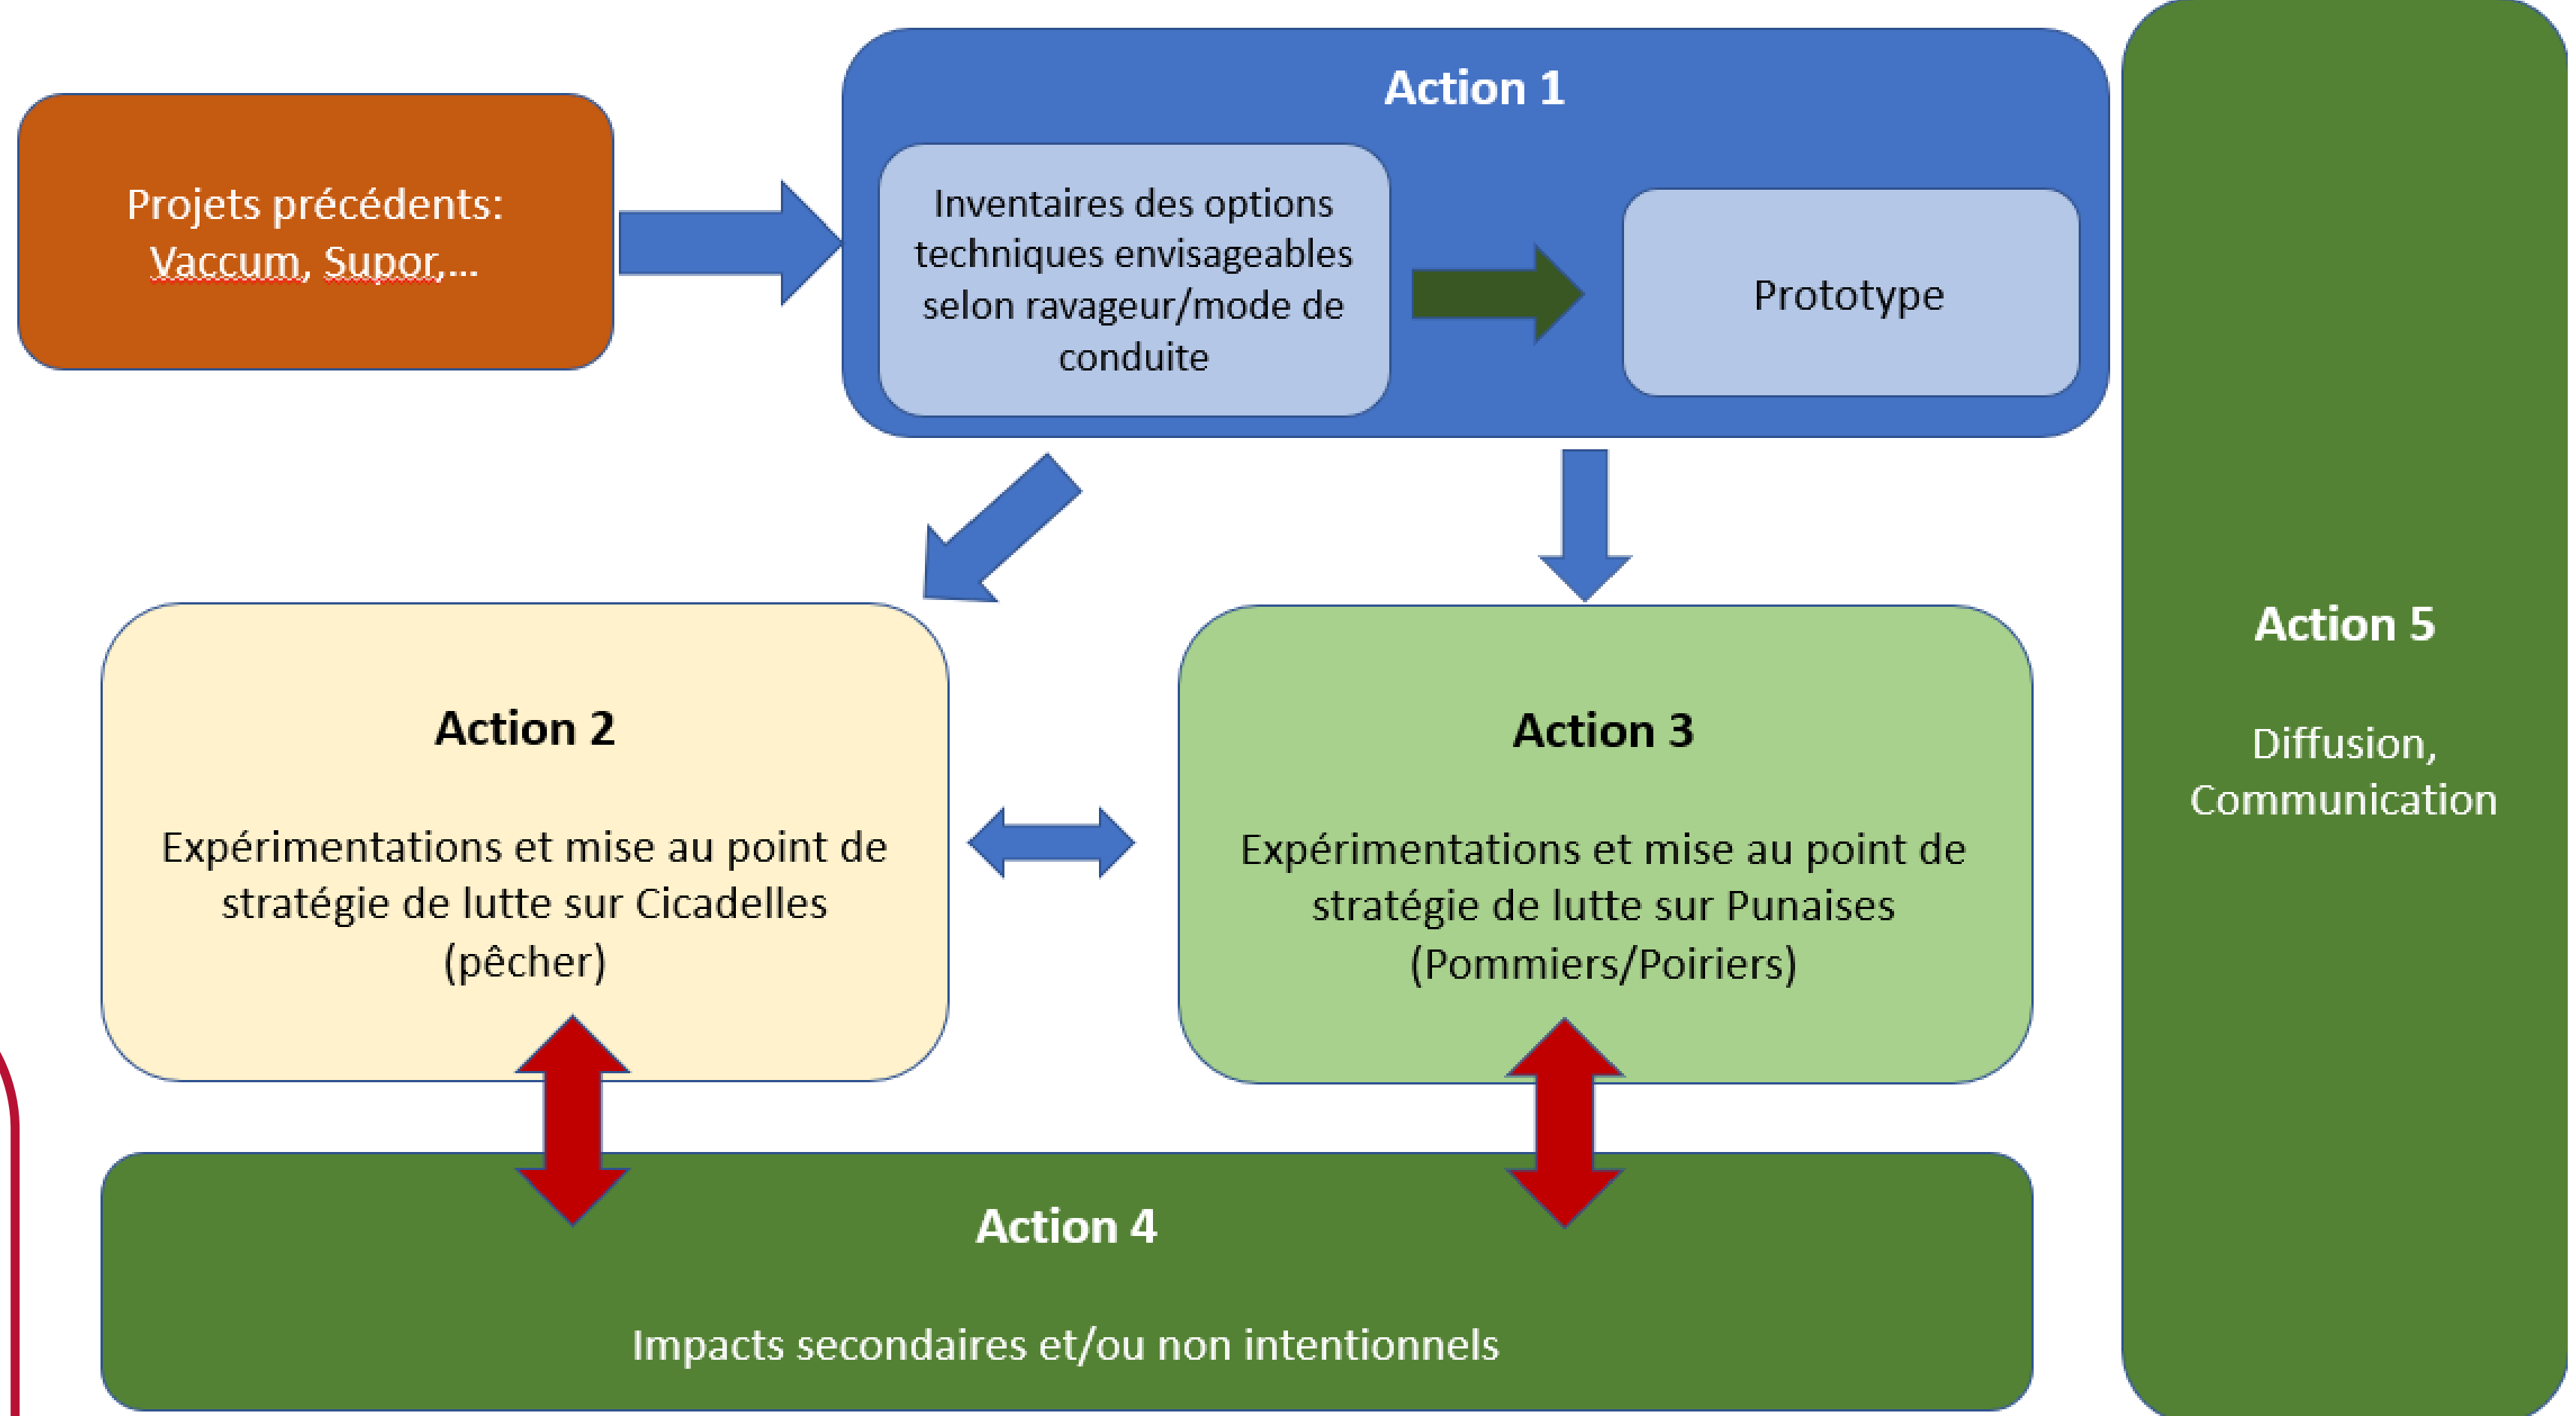 Projets précédents:
Vaccum, Supor,...
Action 1
Inventaires des options
techniques envisageables
selon ravageur/mode de
conduite
Prototype
Action 2
Expérimentations et mise au point de
stratégie de lutte sur Cicadelles
(pêcher)
Action 3
Expérimentations et mise au point de
stratégie de lutte sur Punaises
(Pommiers/Poiriers)
Action 4
Impacts secondaires et/ou non intentionnels
Action 5
Diffusion,
Communication